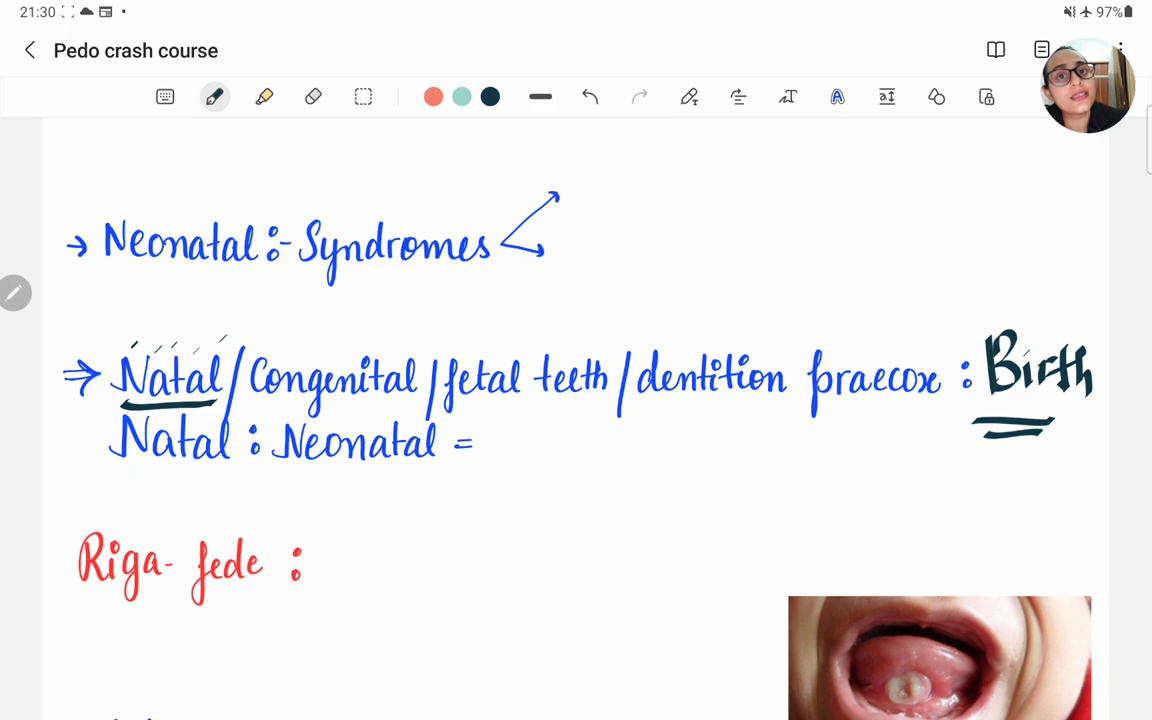 21:30 97%
Pedo crash course
→ Neonatal :- Syndromes
⇒ Natal / Congenital / fetal teeth / dentition praecox : Birth
Natal : Neonatal =
Riga- fede :